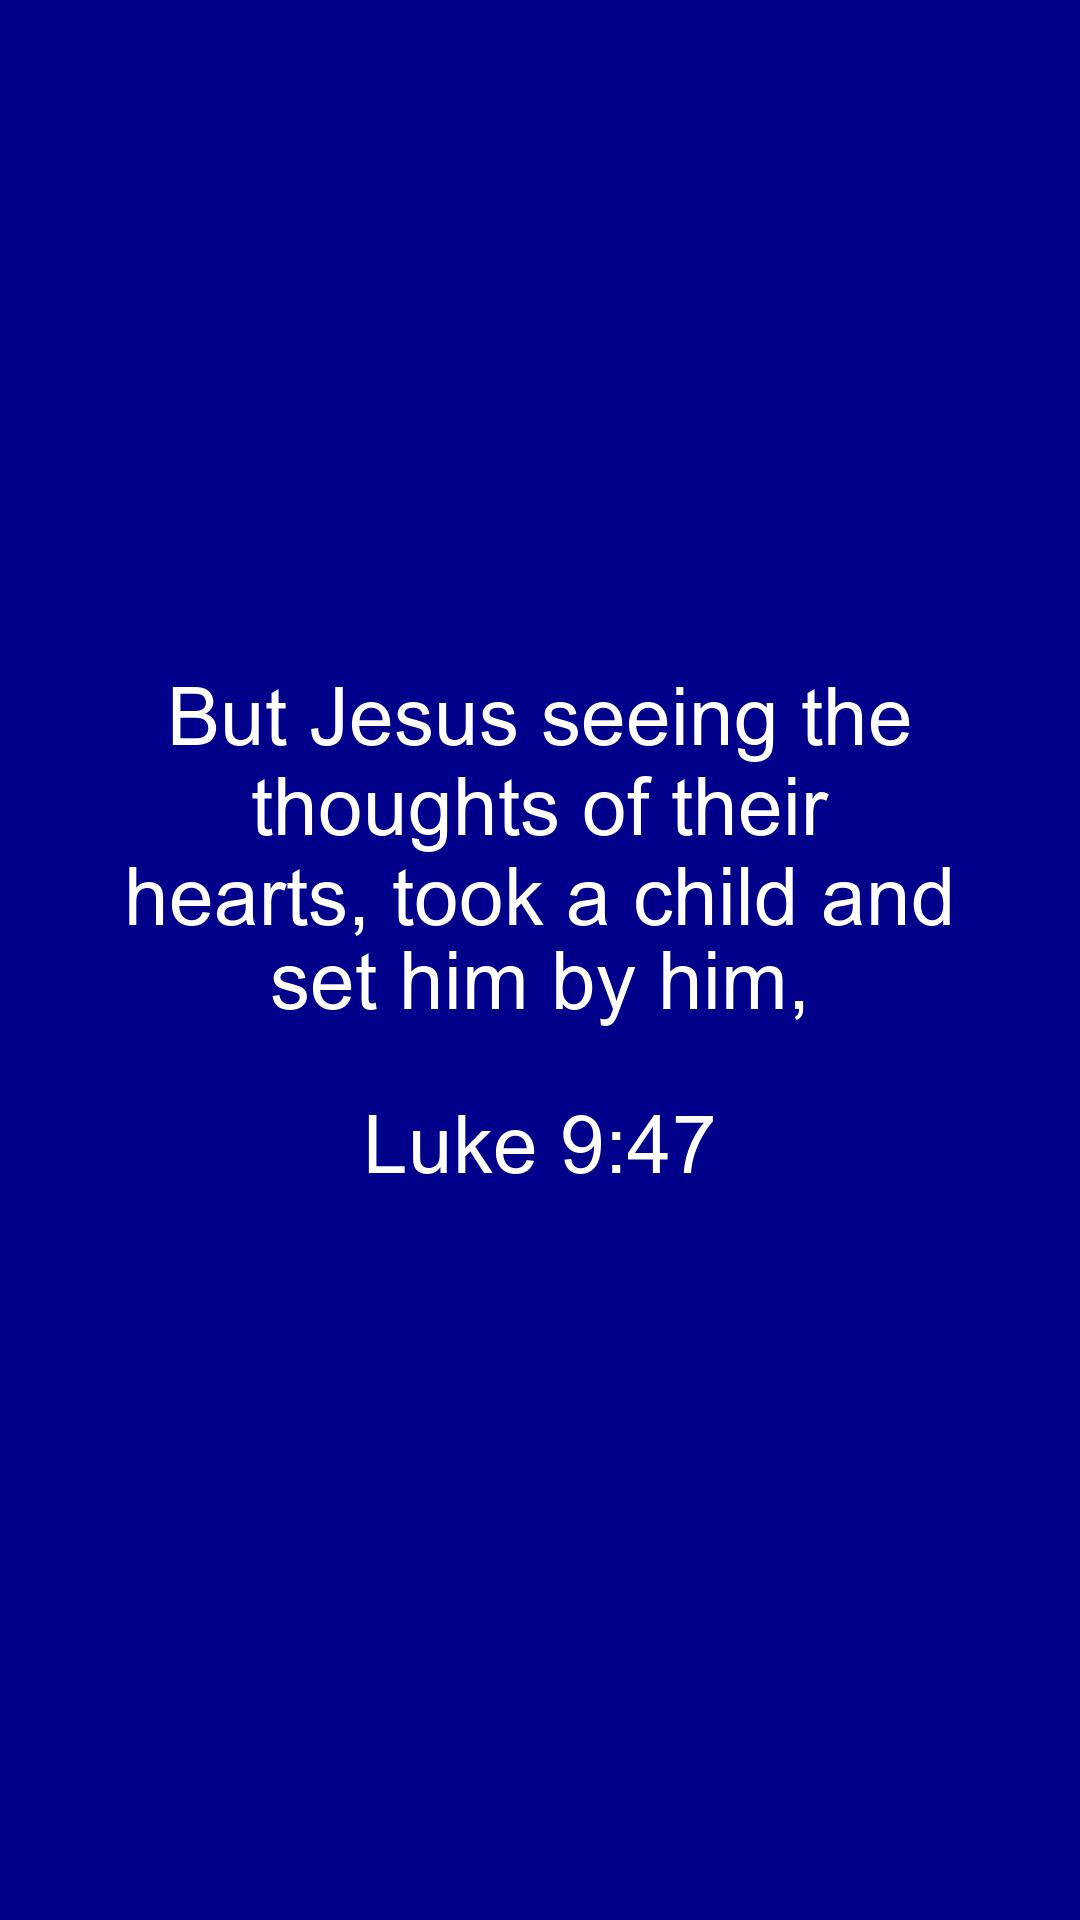 But Jesus seeing the
thoughts of their
hearts, took a child and
set him by him,
Luke 9:47